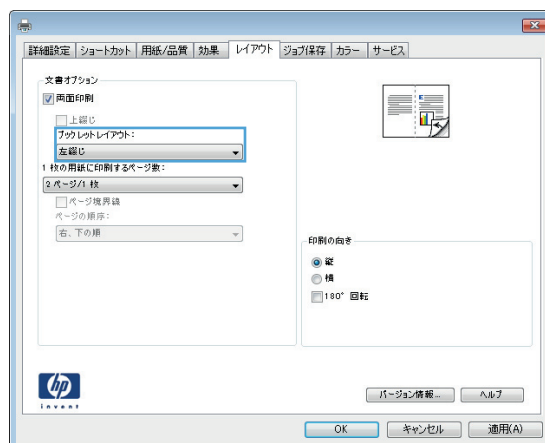 詳細設定 ショートカット 用紙/品質 効果 レイアウト ジョブ保存 カラー サービス
文書オプション
両面印刷
上綴じ
ブックレットレイアウト:
左綴じ
1 枚の用紙に印刷するページ数:
2 ページ/1 枚
ページ境界線
ページの順序:
右、下の順
印刷の向き
縦
横
180° 回転
hp
invent
バージョン情報... ヘルプ
OK キャンセル 適用(A)